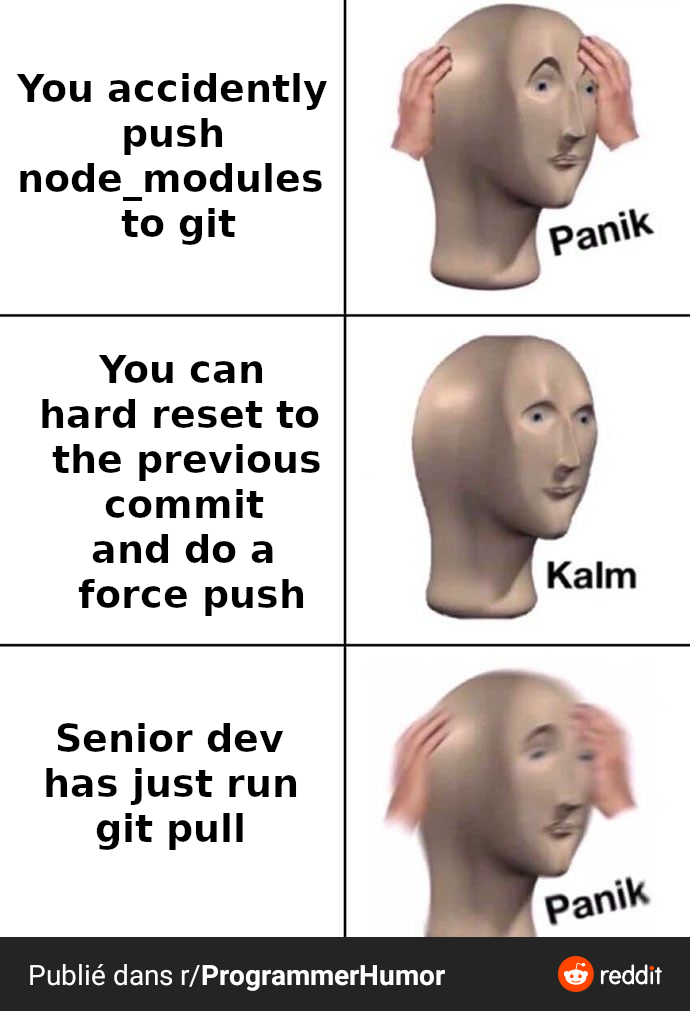 You accidently
push
node_modules
to git
Panik
You can
hard reset to
the previous
commit
and do a
force push
Kalm
Senior dev
has just run
git pull
Panik
Publié dans r/ProgrammerHumor
reddit